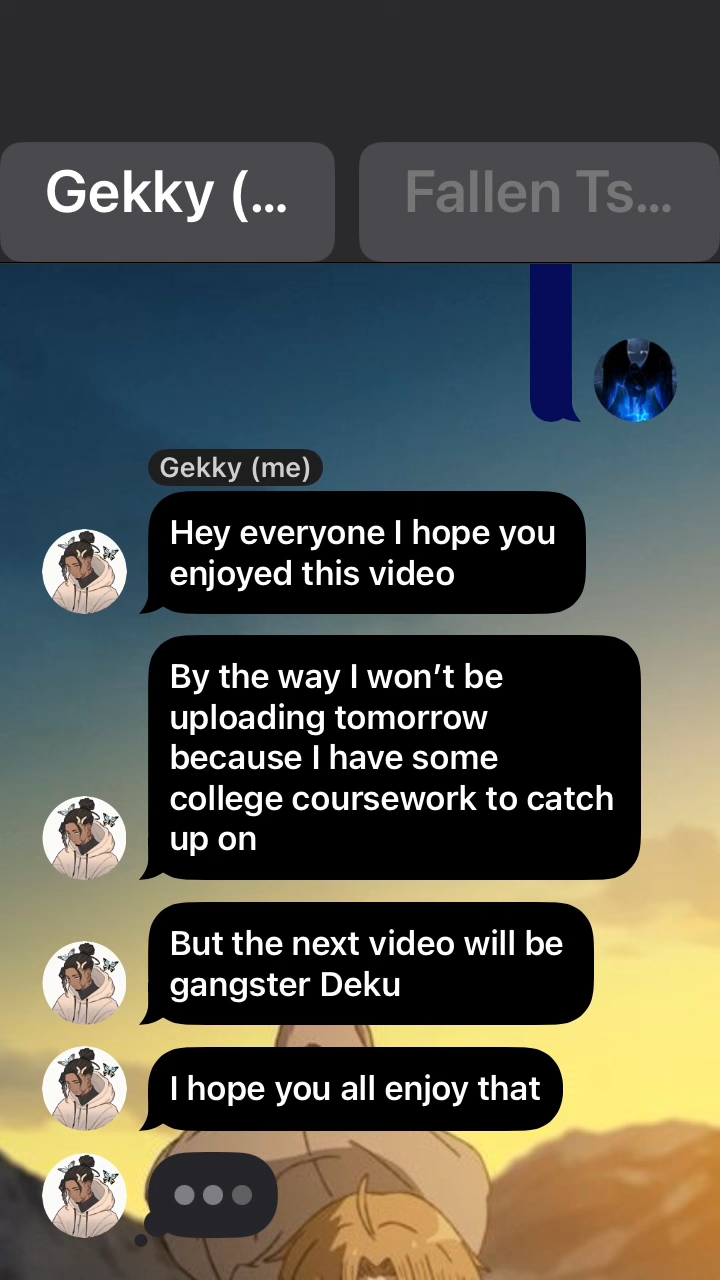 Gekky (...
Fallen Ts...
Gekky (me)
Hey everyone I hope you
enjoyed this video
By the way I won’t be
uploading tomorrow
because I have some
college coursework to catch
up on
But the next video will be
gangster Deku
I hope you all enjoy that